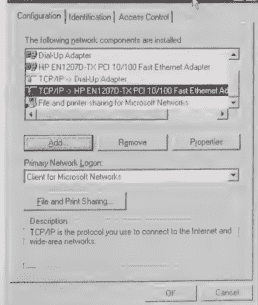 Configuration | Identification | Access Control
The following network components are installed
Dial-Up Adapter
HP EN1207D-TX PCI 10/100 Fast Ethernet Adapter
TCP/IP -> Dial-Up Adapter
TCP/IP -> HP EN1207D-TX PCI 10/100 Fast Ethernet Ad
File and printer sharing for Microsoft Networks
Add... Remove Properties
Primary Network Logon:
Client for Microsoft Networks
File and Print Sharing...
Description
TCP/IP is the protocol you use to connect to the Internet and
wide-area networks.
OK Cancel